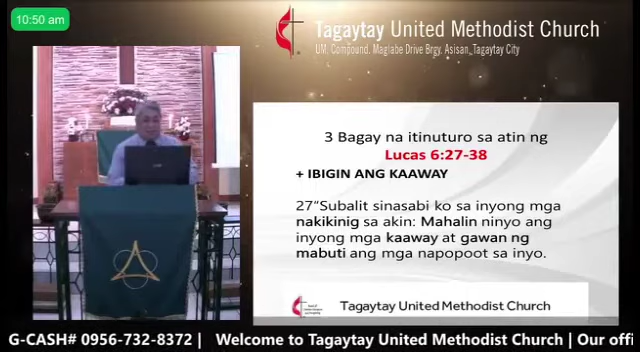 10:50 am
Tagaytay United Methodist Church
UM. Compound. Maglabe Drive Brgy. Asisan, Tagaytay City
3 Bagay na itinuturo sa atin ng
Lucas 6:27-38
+ IBIGIN ANG KAAWAY
27“Subalit sinasabi ko sa inyong mga
nakikinig sa akin: Mahalin ninyo ang
inyong mga kaaway at gawan ng
mabuti ang mga napopoot sa inyo.
Tagaytay United Methodist Church
G-CASH# 0956-732-8372 | Welcome to Tagaytay United Methodist Church | Our offi